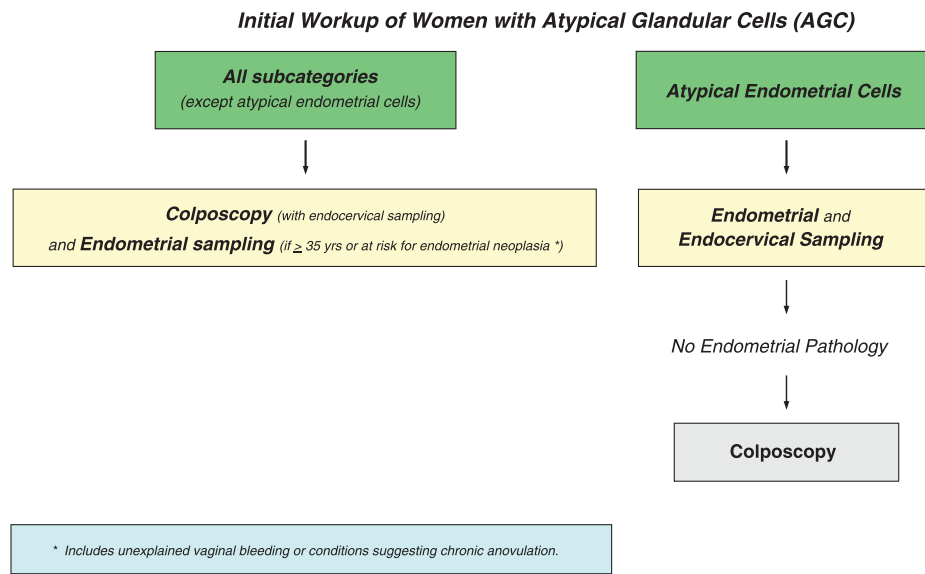 Initial Workup of Women with Atypical Glandular Cells (AGC)
All subcategories
(except atypical endometrial cells)
Colposcopy (with endocervical sampling)
and Endometrial sampling (if ≥ 35 yrs or at risk for endometrial neoplasia *)
Atypical Endometrial Cells
Endometrial and
Endocervical Sampling
No Endometrial Pathology
Colposcopy
* Includes unexplained vaginal bleeding or conditions suggesting chronic anovulation.